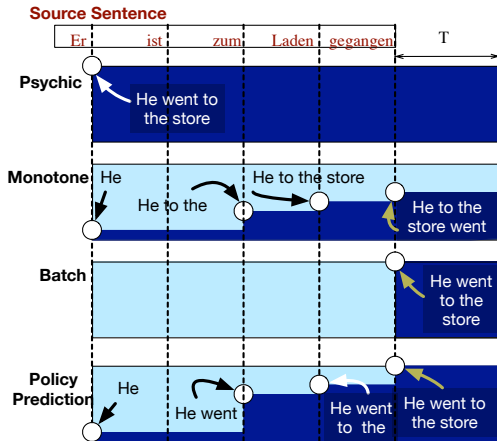 Source Sentence
Er ist zum Laden gegangen T
Psychic
He went to
the store
Monotone
He
He to the
He to the store
He to the
store went
Batch
He went
to the
store
Policy
Prediction
He
He went
He went
to the
He went to
the store